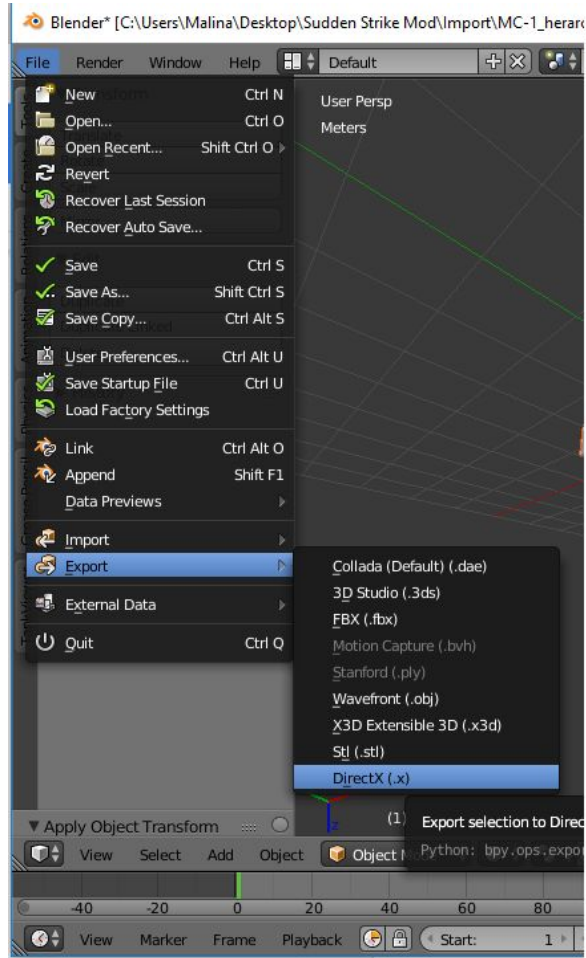 Blender* [C:\Users\Malina\Desktop\Sudden Strike Mod\Import\MC-1_herar
File Render Window Help Default
New Ctrl N
Open... Ctrl O
Open Recent... Shift Ctrl O
Revert
Recover Last Session
Recover Auto Save...
Save Ctrl S
Save As... Shift Ctrl S
Save Copy... Ctrl Alt S
User Preferences... Ctrl Alt U
Save Startup File Ctrl U
Load Factory Settings
Link Ctrl Alt O
Append Shift F1
Data Previews
Import
Export
External Data
Quit Ctrl Q
User Persp
Meters
Collada (Default) (.dae)
3D Studio (.3ds)
FBX (.fbx)
Motion Capture (.bvh)
Stanford (.ply)
Wavefront (.obj)
X3D Extensible 3D (.x3d)
Stl (.stl)
DirectX (.x)
Export selection to Direc
Python: bpy.ops.expor
Apply Object Transform
z
(1)
View Select Add Object Object M
-40 -20 0 20 40 60 80
View Marker Frame Playback Start: 1